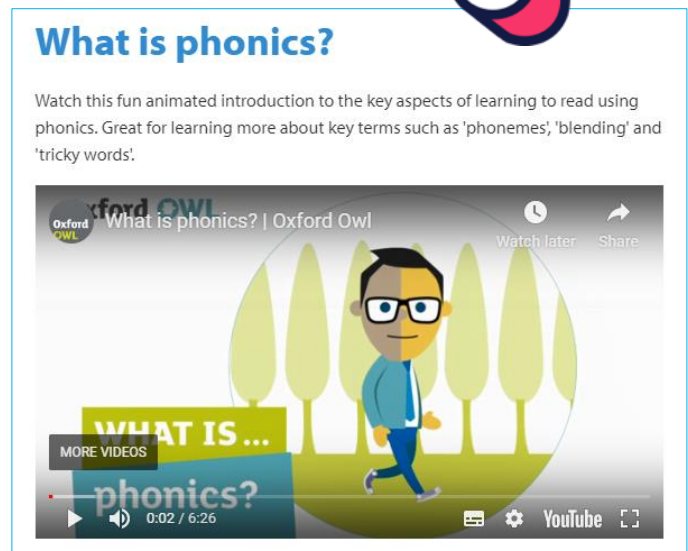 What is phonics?
Watch this fun animated introduction to the key aspects of learning to read using
phonics. Great for learning more about key terms such as 'phonemes', 'blending' and
'tricky words'.
Oxford OWL
Oxford
OWL
What is phonics? | Oxford Owl
Watch later
Share
WHAT IS...
MORE VIDEOS
phonics?
0:02 / 6:26
YouTube